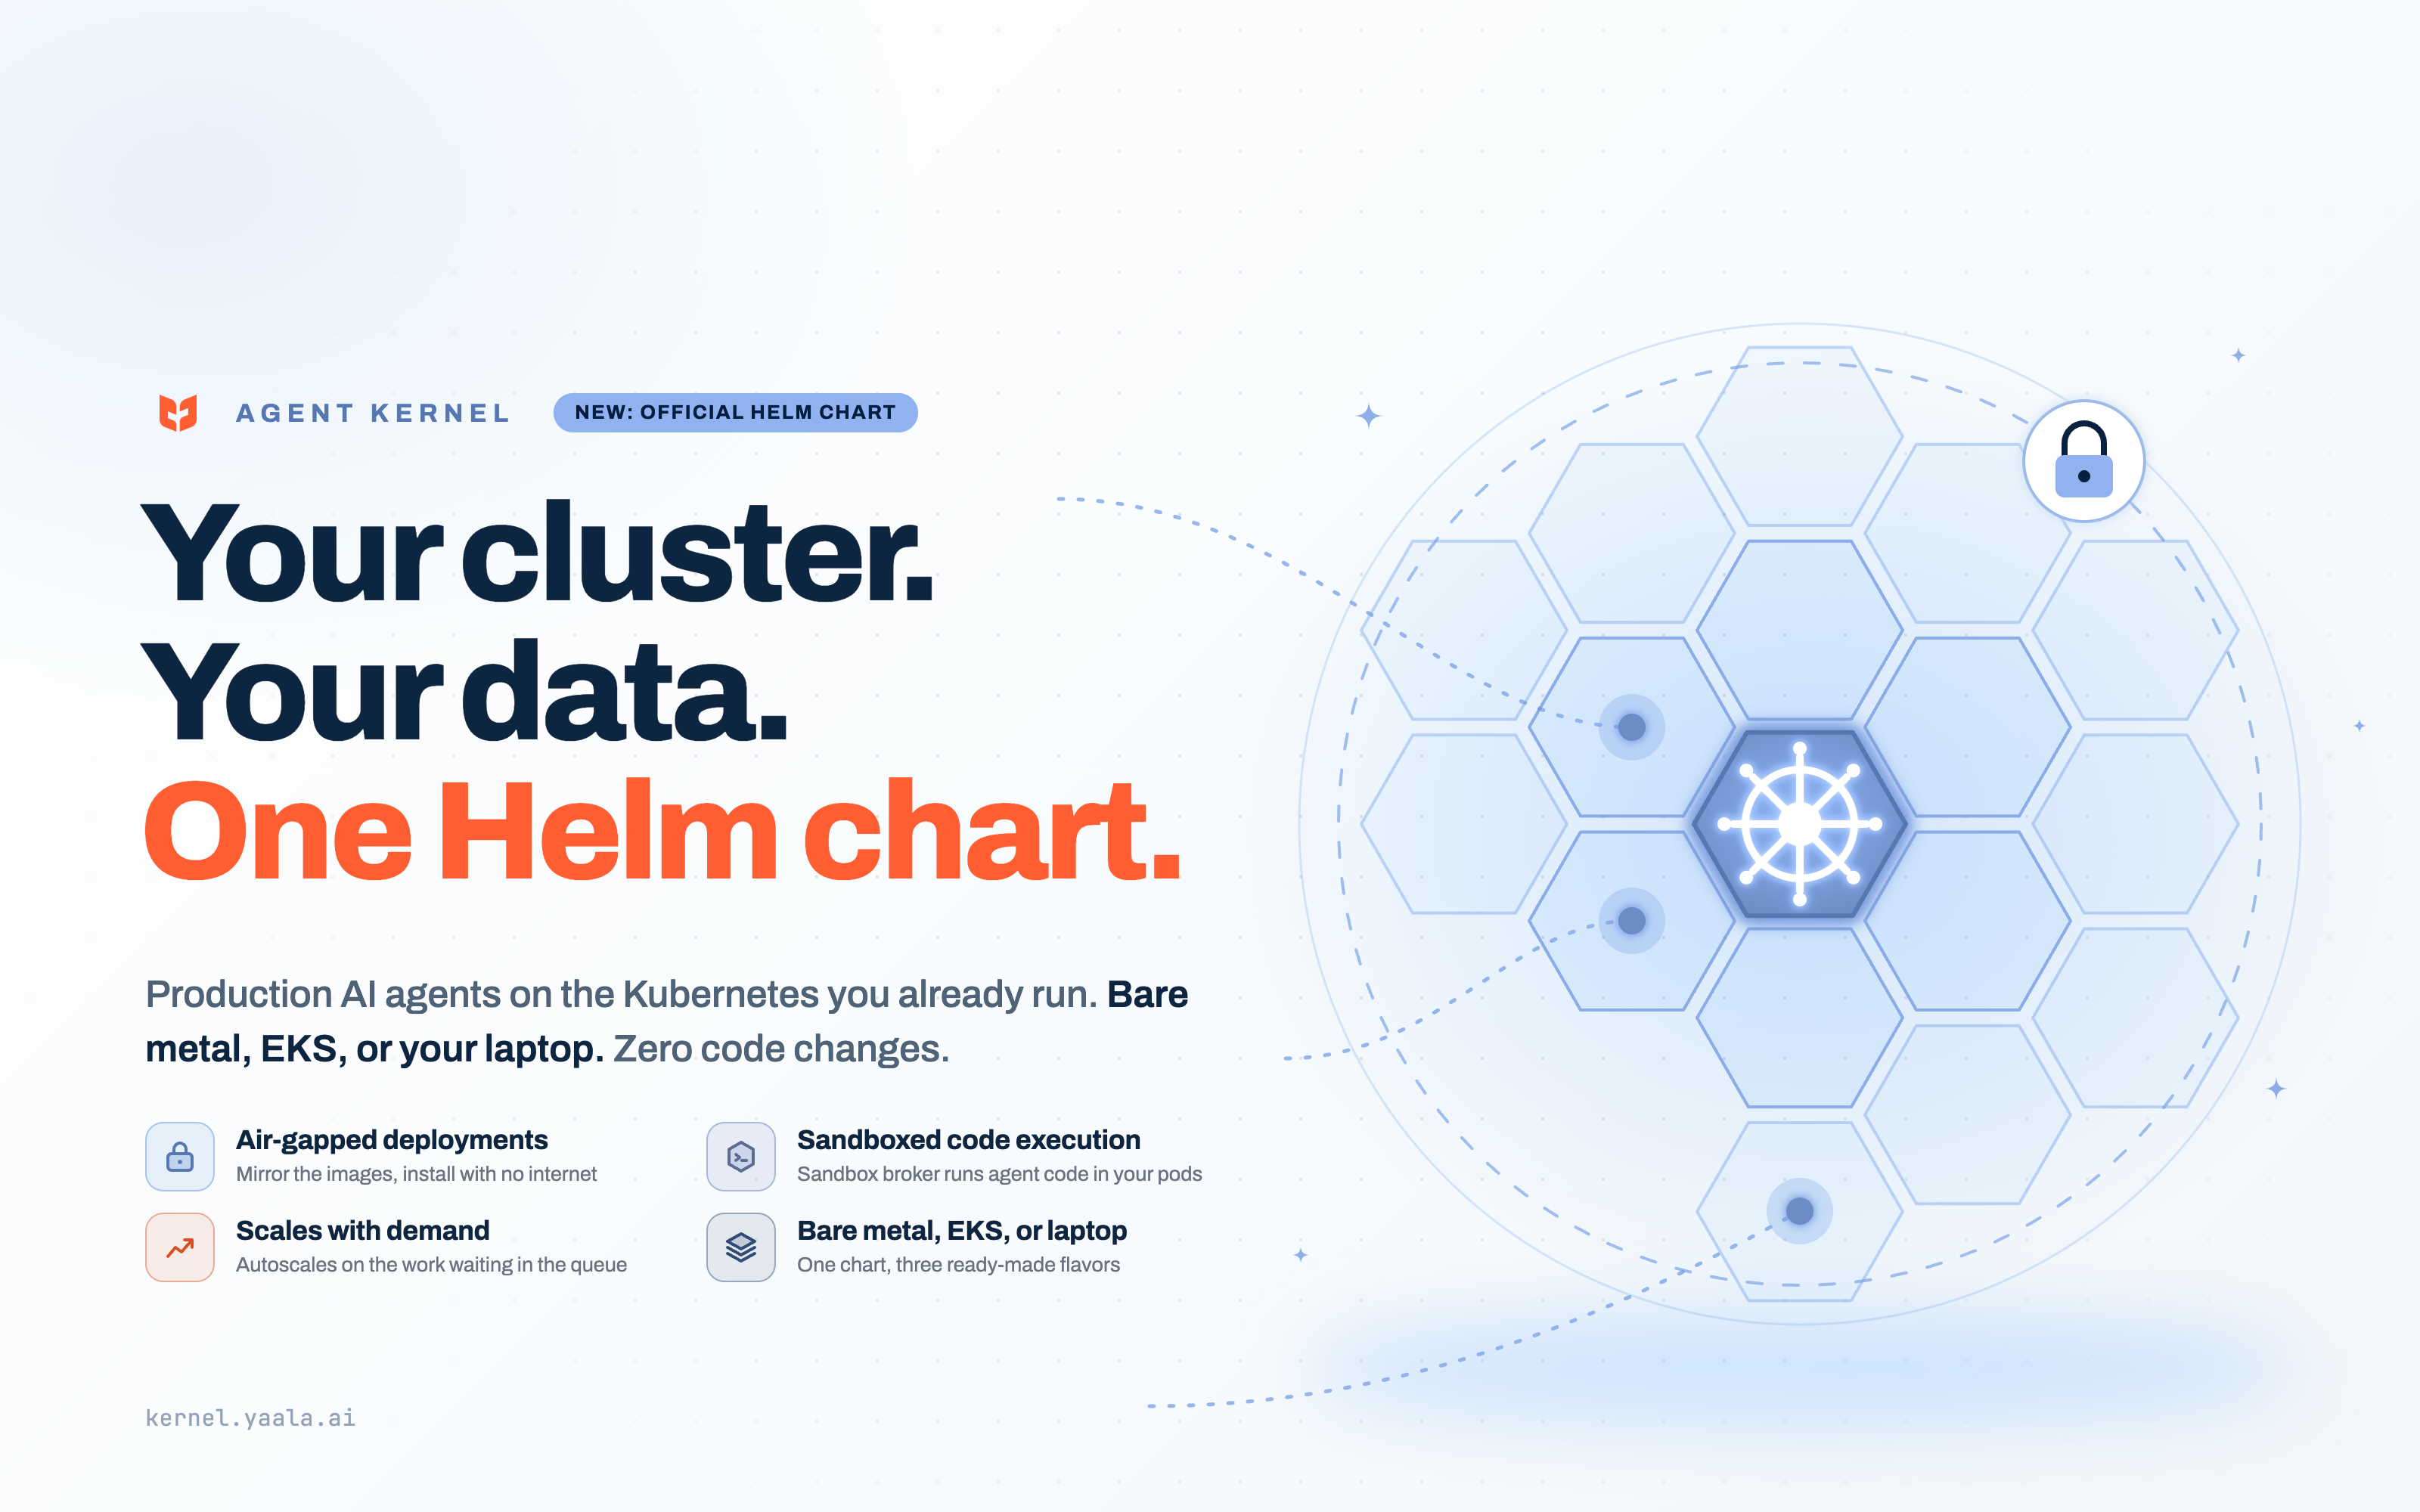 AGENT KERNEL
NEW: OFFICIAL HELM CHART
Your cluster.
Your data.
One Helm chart.
Production AI agents on the Kubernetes you already run. Bare
metal, EKS, or your laptop. Zero code changes.
Air-gapped deployments
Mirror the images, install with no internet
Sandboxed code execution
Sandbox broker runs agent code in your pods
Scales with demand
Autoscales on the work waiting in the queue
Bare metal, EKS, or laptop
One chart, three ready-made flavors
kernel.yaala.ai